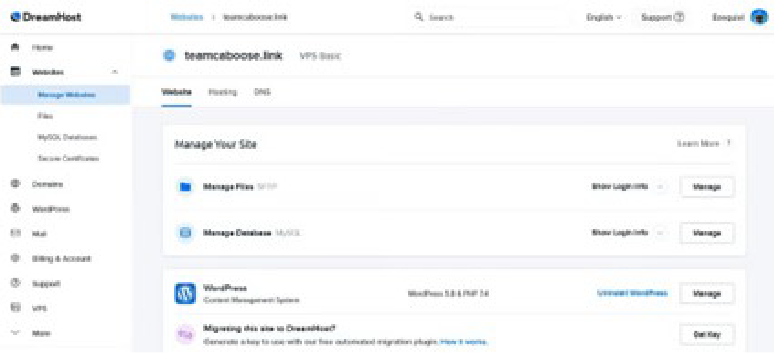 DreamHost
Websites › teamcaboose.link
Search
English
Support
Ezequiel
Home
Websites
Manage Websites
Files
MySQL Databases
Secure Certificates
Domains
WordPress
Mail
Billing & Account
Support
VPS
More
teamcaboose.link VPS Basic
Website Hosting DNS
Manage Your Site
Learn More
Manage Files SFTP
Show Login Info
Manage
Manage Database MySQL
Show Login Info
Manage
WordPress
Content Management System
WordPress 5.8 & PHP 7.4
Uninstall WordPress
Manage
Migrating this site to DreamHost?
Generate a key to use with our free automated migration plugin. How it works.
Get Key